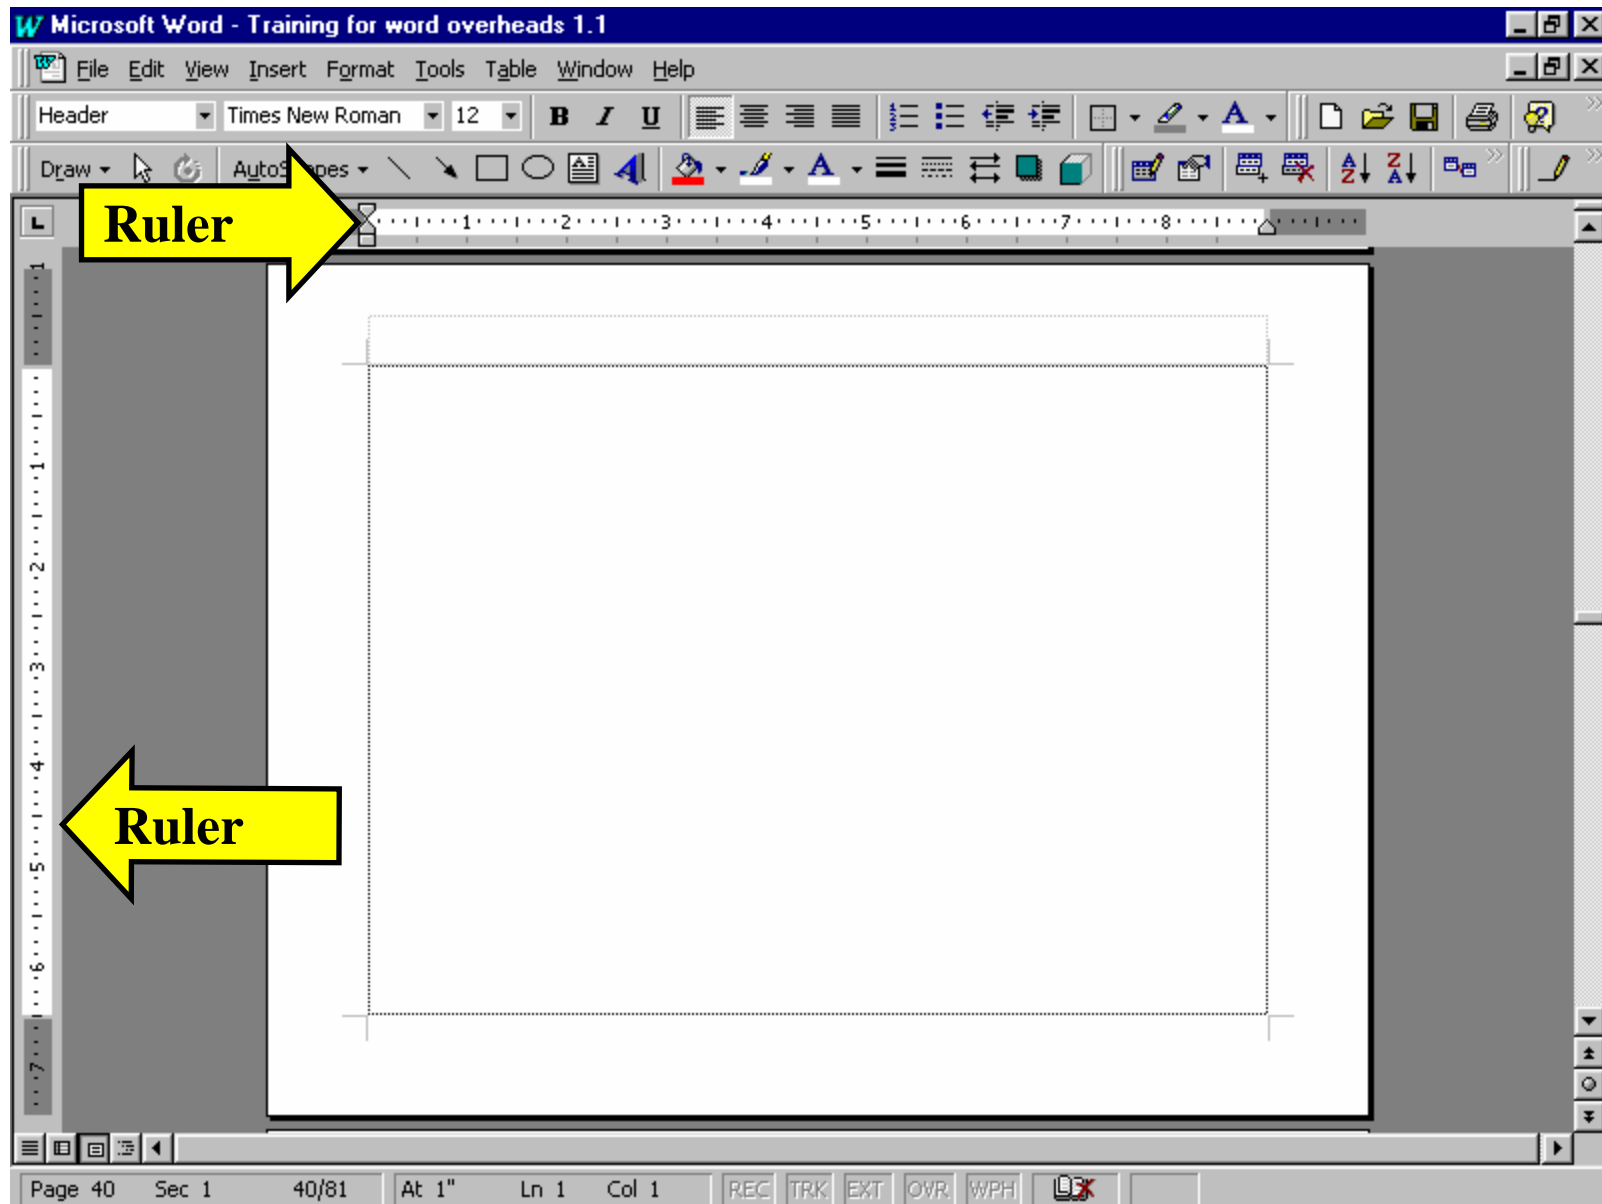 Microsoft Word - Training for word overheads 1.1
File Edit View Insert Format Tools Table Window Help
Header Times New Roman 12 B I U A
Draw AutoShapes A
L 1 2 3 4 5 6 7 8
Ruler
1
1
2
3
4
5
6
7
Ruler
Page 40 Sec 1 40/81 At 1" Ln 1 Col 1 REC TRK EXT OVR WPH